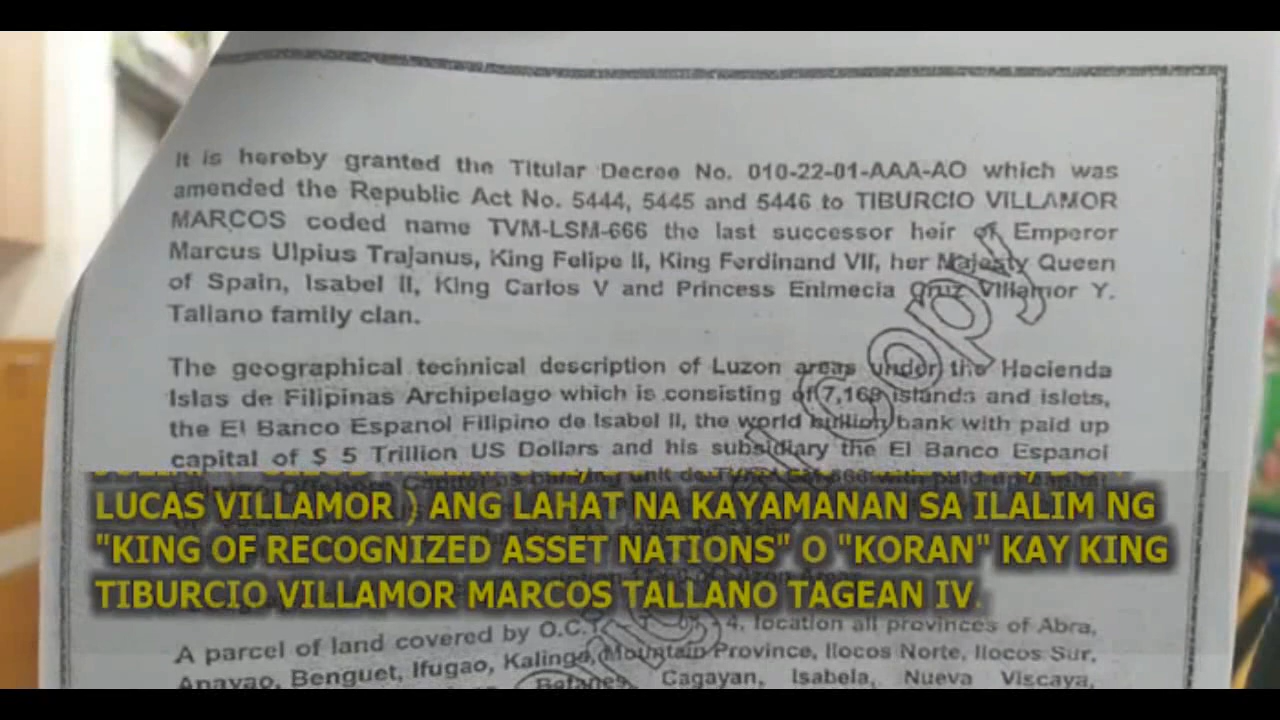 It is hereby granted the Titular Decree No. 010-22-01-AAA-AO which was
amended the Republic Act No. 5444, 5445 and 5446 to TIBURCIO VILLAMOR
MARCOS coded name TVM-LSM-666 the last successor heir of Emperor
Marcus Ulpius Trajanus, King Felipe II, King Ferdinand VII, her Majesty Queen
of Spain, Isabel II, King Carlos V and Princess Enimecia Cruz Villamor Y.
Tallano family clan.
The geographical technical description of Luzon areas under the Hacienda
Islas de Filipinas Archipelago which is consisting of 7,169 islands and islets,
the El Banco Espanol Filipino de Isabel II, the world bullion bank with paid up
capital of $ 5 Trillion US Dollars and his subsidiary the El Banco Espanol
LUCAS VILLAMOR ) ANG LAHAT NA KAYAMANAN SA ILALIM NG
"KING OF RECOGNIZED ASSET NATIONS" O "KORAN" KAY KING
TIBURCIO VILLAMOR MARCOS TALLANO TAGEAN IV.
A parcel of land covered by O.C.T. 4, location all provinces of Abra,
Apayao, Benguet, Ifugao, Kalinga, Mountain Province, Ilocos Norte, Ilocos Sur,
Batanes, Cagayan, Isabela, Nueva Viscaya,
Copy